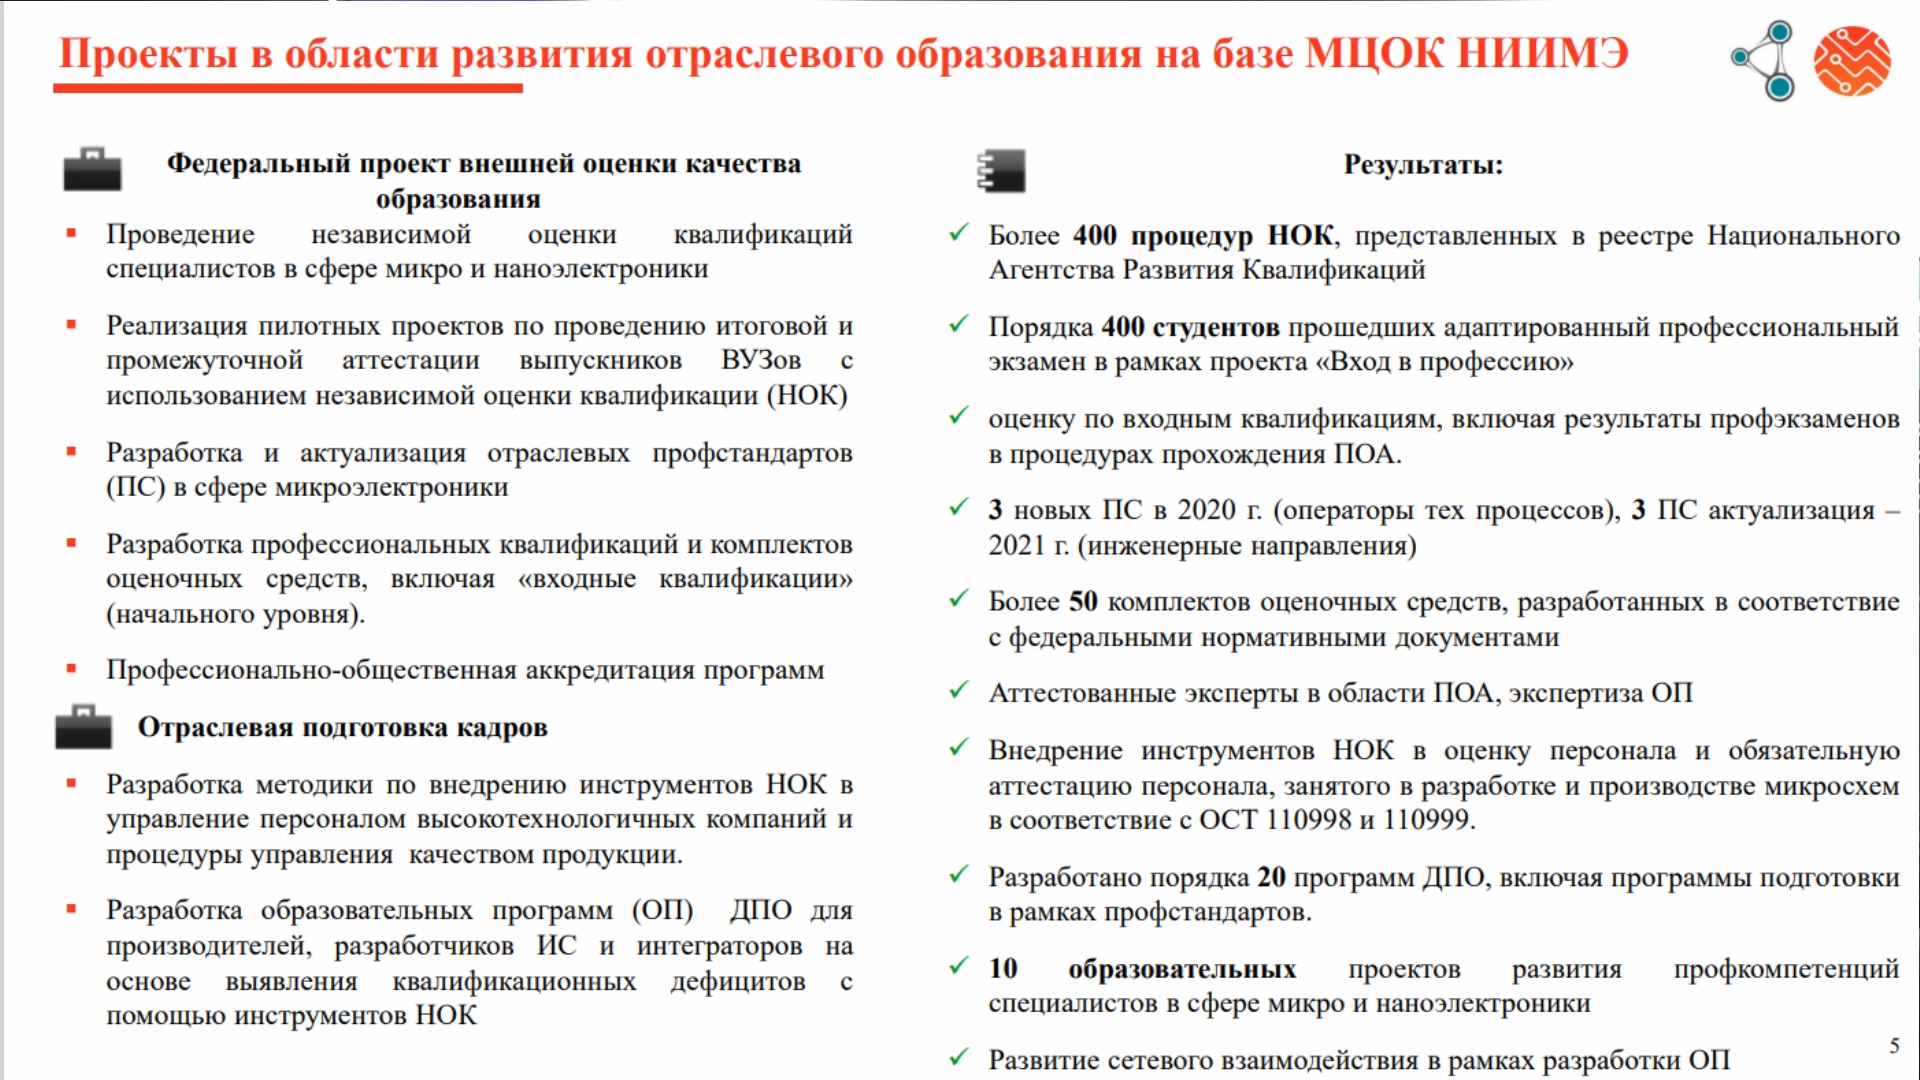 Проекты в области развития отраслевого образования на базе МЦОК НИИМЭ
Федеральный проект внешней оценки качества
образования
Проведение независимой оценки квалификаций
специалистов в сфере микро и наноэлектроники
Реализация пилотных проектов по проведению итоговой и
промежуточной аттестации выпускников ВУЗов с
использованием независимой оценки квалификации (НОК)
Разработка и актуализация отраслевых профстандартов
(ПС) в сфере микроэлектроники
Разработка профессиональных квалификаций и комплектов
оценочных средств, включая «входные квалификации»
(начального уровня).
Профессионально-общественная аккредитация программ
Отраслевая подготовка кадров
Разработка методики по внедрению инструментов НОК в
управление персоналом высокотехнологичных компаний и
процедуры управления качеством продукции.
Разработка образовательных программ (ОП) ДПО для
производителей, разработчиков ИС и интеграторов на
основе выявления квалификационных дефицитов с
помощью инструментов НОК
Результаты:
Более 400 процедур НОК, представленных в реестре Национального
Агентства Развития Квалификаций
Порядка 400 студентов прошедших адаптированный профессиональный
экзамен в рамках проекта «Вход в профессию»
оценку по входным квалификациям, включая результаты профэкзаменов
в процедурах прохождения ПОА.
3 новых ПС в 2020 г. (операторы тех процессов), 3 ПС актуализация –
2021 г. (инженерные направления)
Более 50 комплектов оценочных средств, разработанных в соответствие
с федеральными нормативными документами
Аттестованные эксперты в области ПОА, экспертиза ОП
Внедрение инструментов НОК в оценку персонала и обязательную
аттестацию персонала, занятого в разработке и производстве микросхем
в соответствие с ОСТ 110998 и 110999.
Разработано порядка 20 программ ДПО, включая программы подготовки
в рамках профстандартов.
10 образовательных проектов развития профкомпетенций
специалистов в сфере микро и наноэлектроники
Развитие сетевого взаимодействия в рамках разработки ОП
5